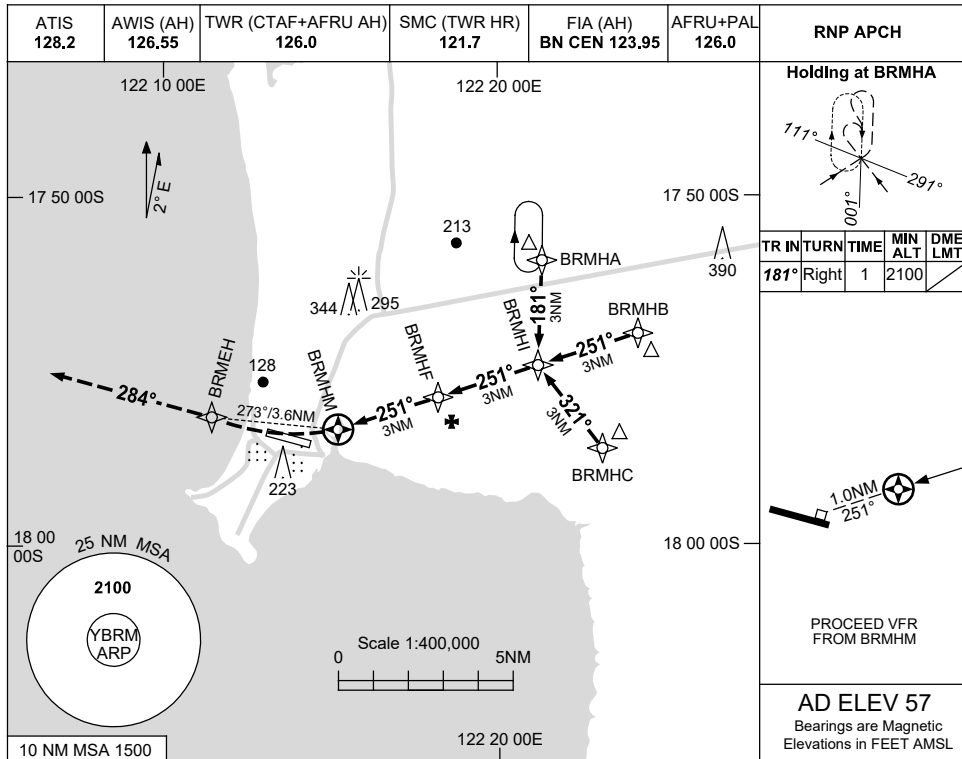 ATIS
128.2
AWIS (AH)
126.55
TWR (CTAF+AFRU AH)
126.0
SMC (TWR HR)
121.7
FIA (AH)
BN CEN 123.95
AFRU+PAL
126.0
RNP APCH
122 10 00E
122 20 00E
2° E
17 50 00S
17 50 00S
213
BRMHA
390
344
295
181°
3NM
BRMHI
BRMHB
251°
3NM
BRMHF
251°
3NM
BRMEH
128
BRMHM
284°
273°/3.6NM
251°
3NM
321°
3NM
BRMHC
223
18 00
00S
18 00 00S
25 NM MSA
2100
YBRM
ARP
Scale 1:400,000
0
5NM
10 NM MSA 1500
122 20 00E
Holding at BRMHA
111°
291°
001°
TR IN
TURN
TIME
MIN
ALT
DME
LMT
181°
Right
1
2100
1.0NM
251°
PROCEED VFR
FROM BRMHM
AD ELEV 57
Bearings are Magnetic
Elevations in FEET AMSL